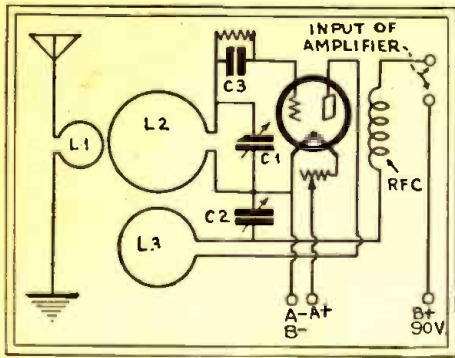 INPUT OF
AMPLIFIER
C3
L2
L1
C1
C2
RFC
L3
A- A+
B-
B+
90V.